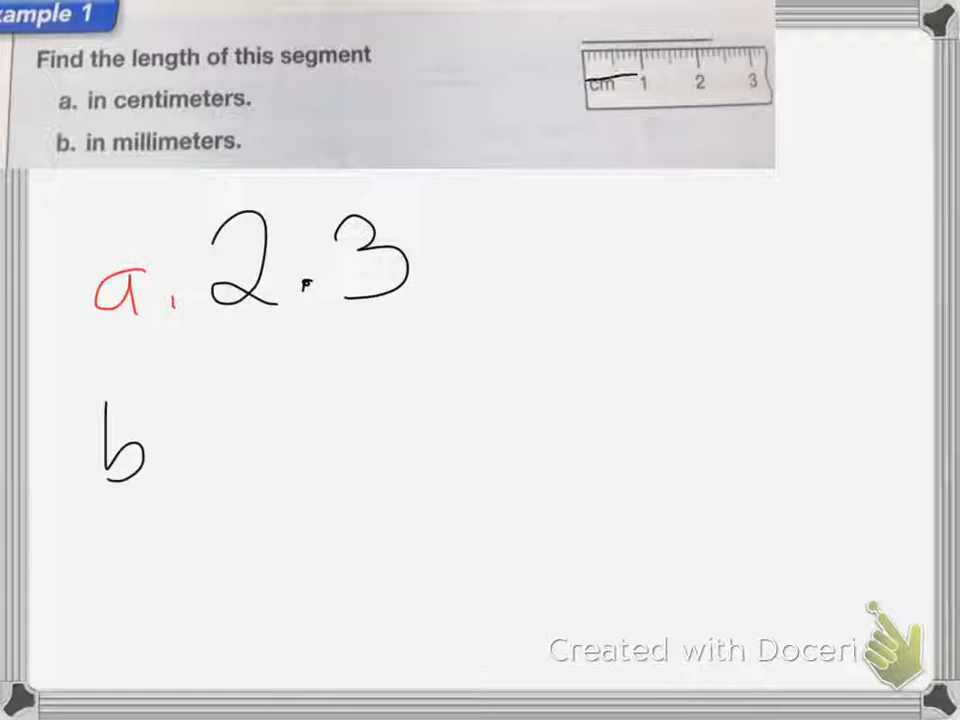 ample 1
Find the length of this segment
a. in centimeters.
b. in millimeters.
cm 1 2 3
a. 2.3
b
Created with Doceri